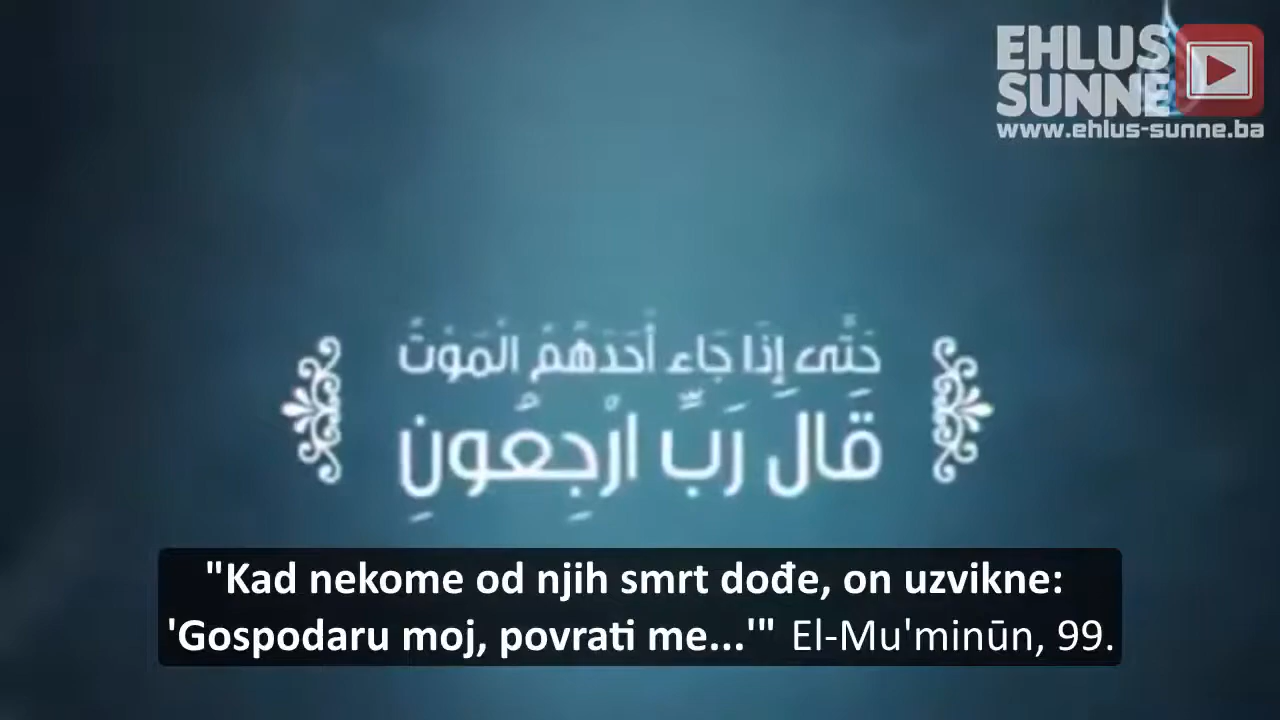 EHLUS
SUNNE
www.ehlus-sunne.ba
حَتَّى إِذَا جَاء أَحَدَهُمُ الْمَوْتُ
قَالَ رَبِّ ارْجِعُونِ
"Kad nekome od njih smrt dođe, on uzvikne:
'Gospodaru moj, povrati me...'" El-Mu'minūn, 99.